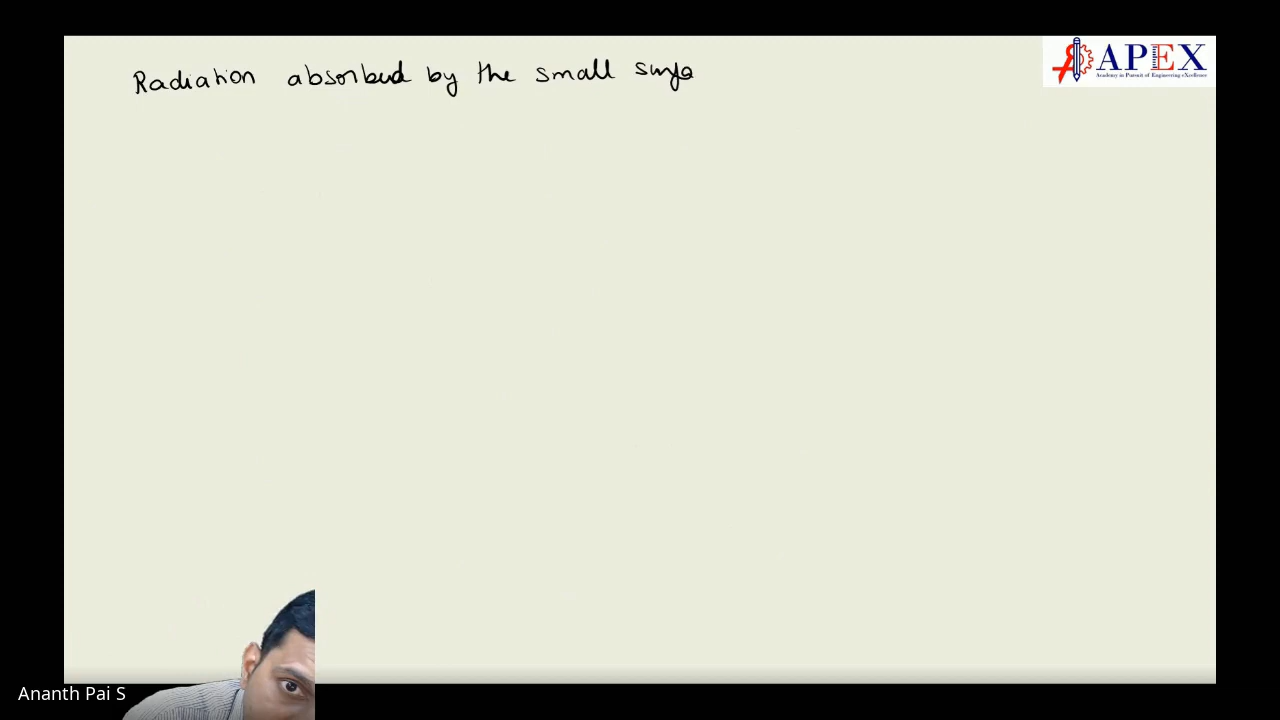 Radiation absorbed by the small surfa
APEX
Academy in Pursuit of Engineering eXcellence
Ananth Pai S